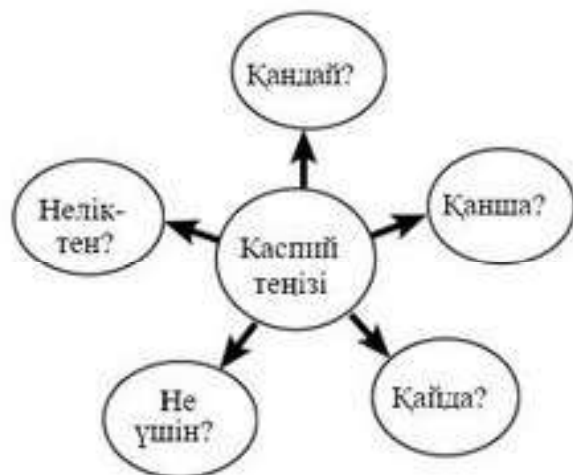 Қандай?
Нелік-
тен?
Қанша?
Каспий
теңізі
Не
үшін?
Қайда?